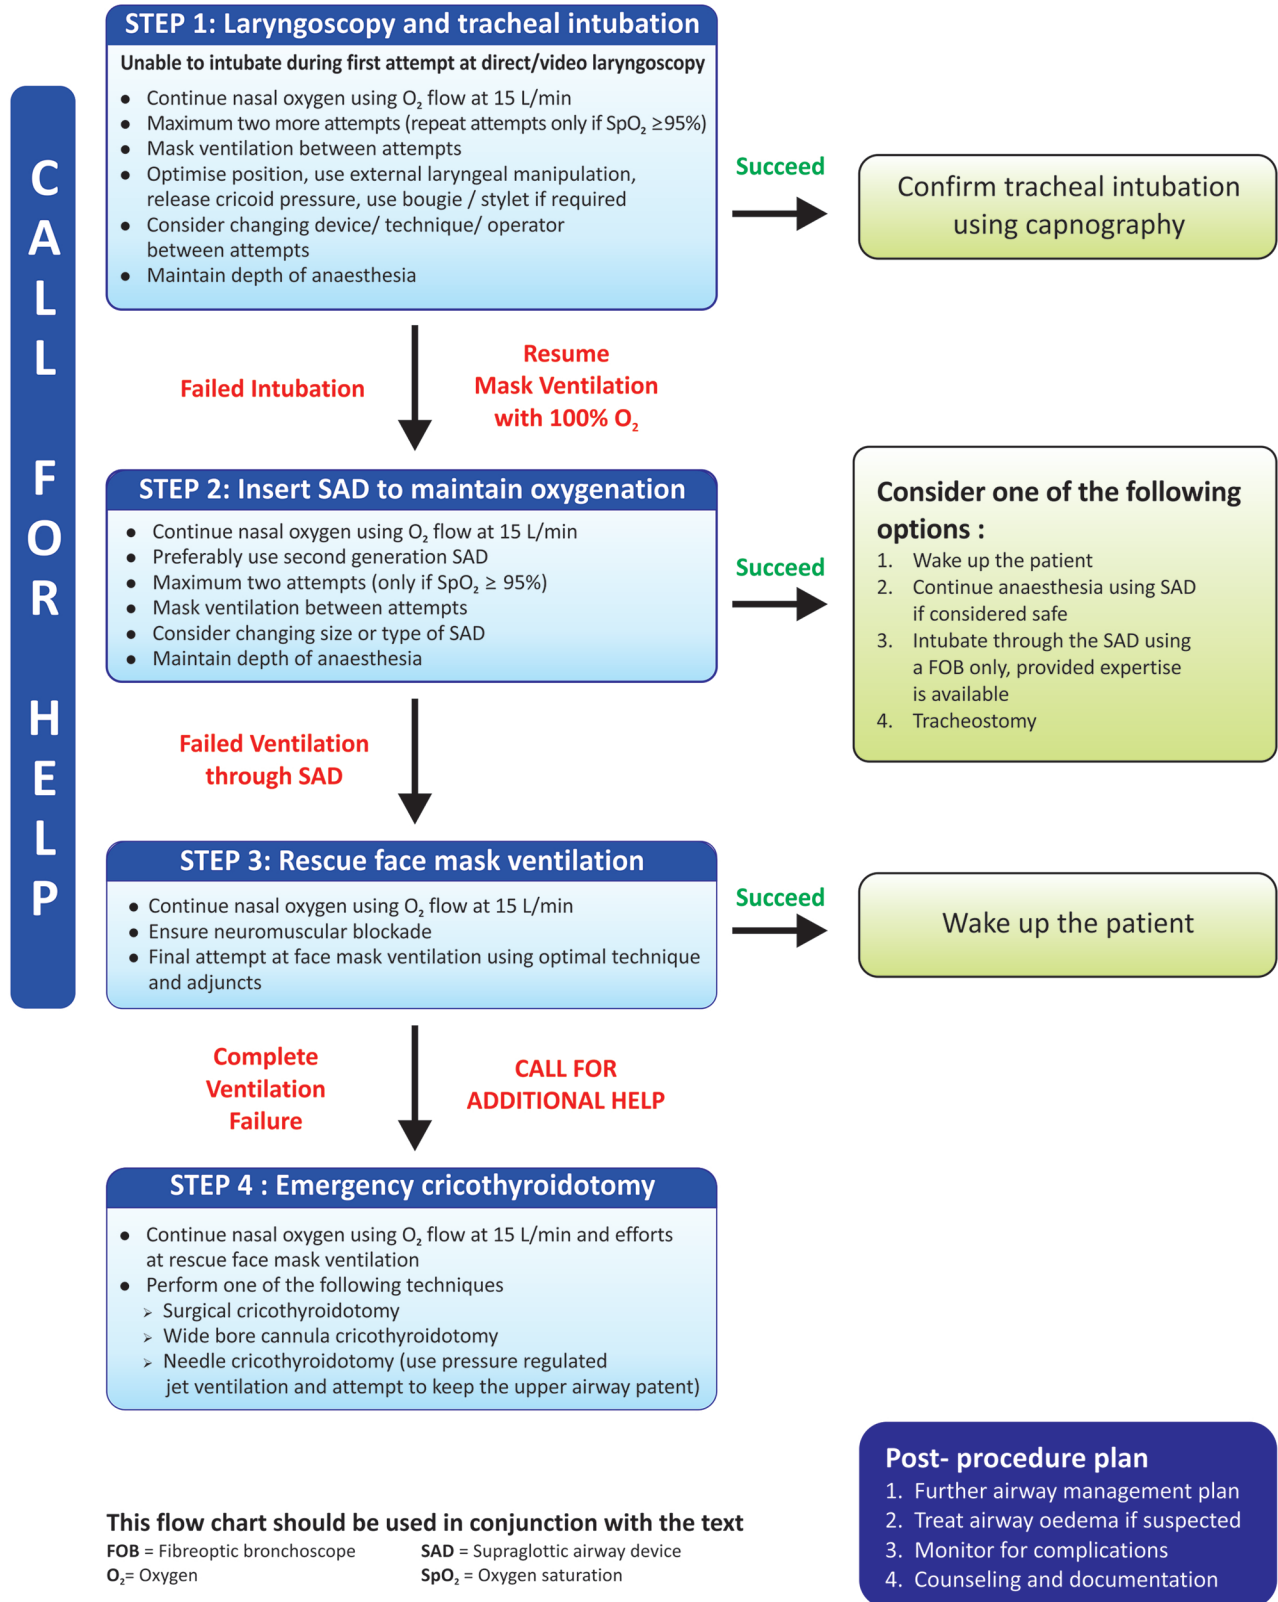 CALL FOR HELP
STEP 1: Laryngoscopy and tracheal intubation
Unable to intubate during first attempt at direct/video laryngoscopy
● Continue nasal oxygen using O₂ flow at 15 L/min
● Maximum two more attempts (repeat attempts only if SpO₂ ≥95%)
● Mask ventilation between attempts
● Optimise position, use external laryngeal manipulation,
release cricoid pressure, use bougie / stylet if required
● Consider changing device/ technique/ operator
between attempts
● Maintain depth of anaesthesia
Succeed
Confirm tracheal intubation
using capnography
Failed Intubation
Resume
Mask Ventilation
with 100% O₂
STEP 2: Insert SAD to maintain oxygenation
● Continue nasal oxygen using O₂ flow at 15 L/min
● Preferably use second generation SAD
● Maximum two attempts (only if SpO₂ ≥ 95%)
● Mask ventilation between attempts
● Consider changing size or type of SAD
● Maintain depth of anaesthesia
Succeed
Consider one of the following
options :
1. Wake up the patient
2. Continue anaesthesia using SAD
if considered safe
3. Intubate through the SAD using
a FOB only, provided expertise
is available
4. Tracheostomy
Failed Ventilation
through SAD
STEP 3: Rescue face mask ventilation
● Continue nasal oxygen using O₂ flow at 15 L/min
● Ensure neuromuscular blockade
● Final attempt at face mask ventilation using optimal technique
and adjuncts
Succeed
Wake up the patient
Complete
Ventilation
Failure
CALL FOR
ADDITIONAL HELP
STEP 4 : Emergency cricothyroidotomy
● Continue nasal oxygen using O₂ flow at 15 L/min and efforts
at rescue face mask ventilation
● Perform one of the following techniques
➢ Surgical cricothyroidotomy
➢ Wide bore cannula cricothyroidotomy
➢ Needle cricothyroidotomy (use pressure regulated
jet ventilation and attempt to keep the upper airway patent)
Post- procedure plan
1. Further airway management plan
2. Treat airway oedema if suspected
3. Monitor for complications
4. Counseling and documentation
This flow chart should be used in conjunction with the text
FOB = Fibreoptic bronchoscope SAD = Supraglottic airway device
O₂= Oxygen SpO₂ = Oxygen saturation